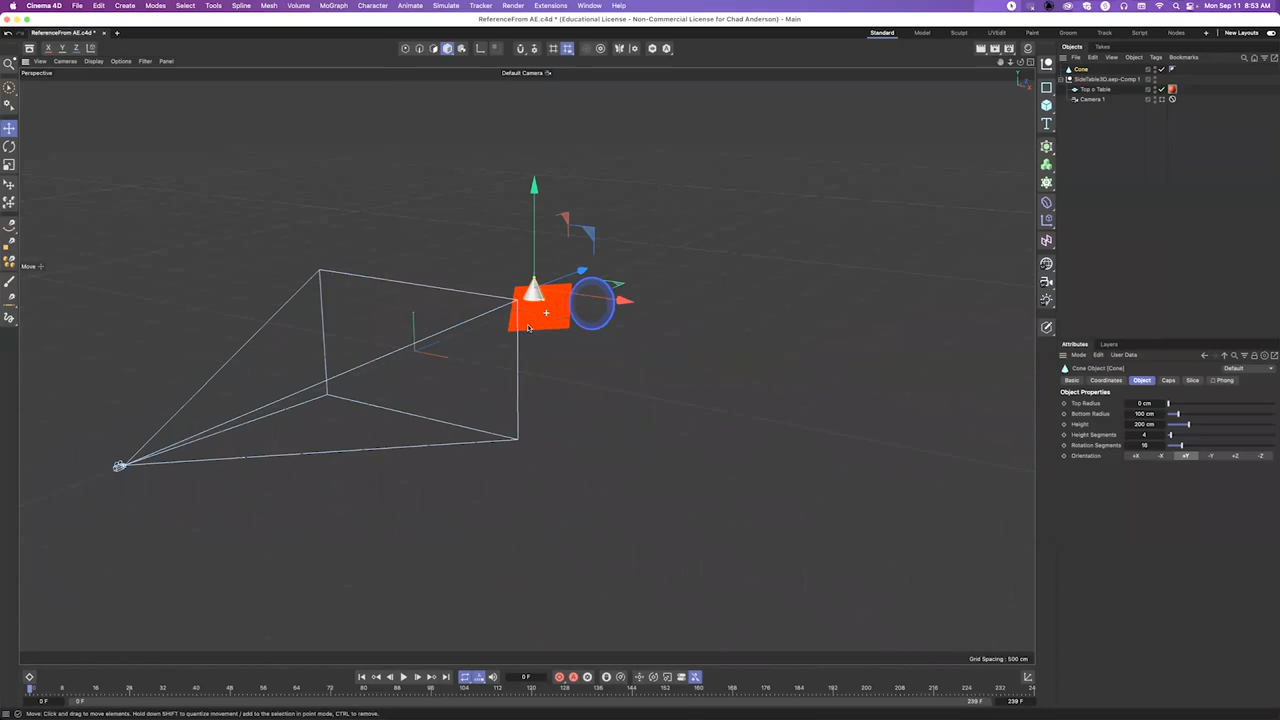 Cinema 4D File Edit Create Modes Select Tools Spline Mesh Volume MoGraph Character Animate Simulate Tracker Render Extensions Window Help Mon Sep 11 8:53 AM
ReferenceFrom AE.c4d * (Educational License - Non-Commercial License for Chad Anderson) - Main
ReferenceFrom AE.c4d * Standard Model Sculpt UVEdit Paint Groom Track Script Nodes New Layouts
X Y Z
Objects Takes
View Cameras Display Options Filter Panel
File Edit View Object Tags Bookmarks
Perspective
Default Camera
Cone
SideTable3D.aep-Comp 1
Top o Table
Camera 1
Move
Attributes Layers
Mode Edit User Data
Cone Object [Cone] Default
Basic Coordinates Object Caps Slice Phong
Object Properties
Top Radius 0 cm
Bottom Radius 100 cm
Height 200 cm
Height Segments 4
Rotation Segments 16
Orientation +X -X +Y -Y +Z -Z
Grid Spacing : 500 cm
0 F
0 8 16 24 32 40 48 56 64 72 80 88 96 104 112 120 128 136 144 152 160 168 176 184 192 200 208 216 224 232 24
0 F 0 F 239 F 239 F
Move: Click and drag to move elements. Hold down SHIFT to quantize movement / add to the selection in point mode, CTRL to remove.